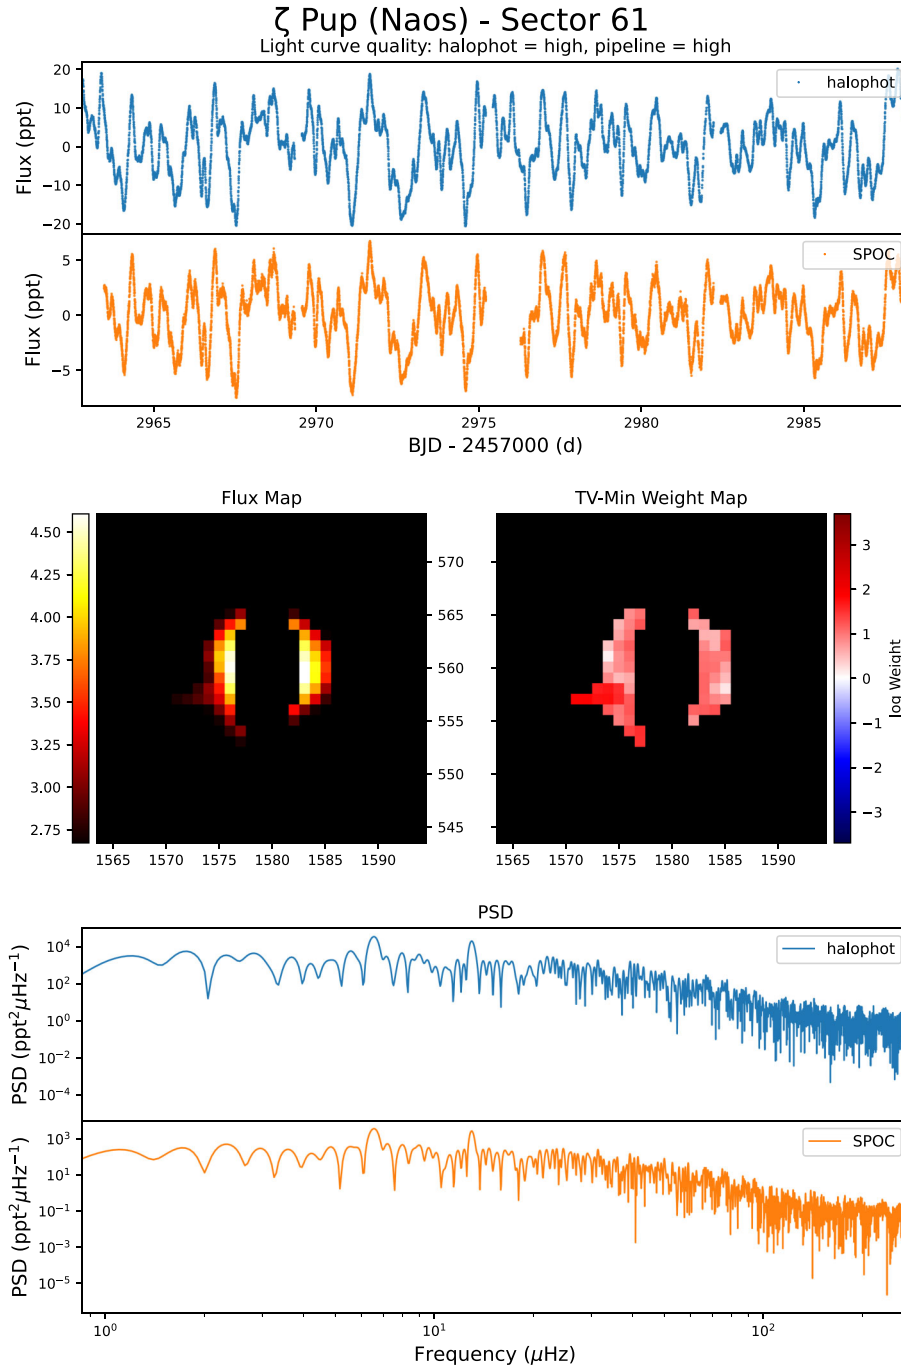 ζ Pup (Naos) - Sector 61
Light curve quality: halophot = high, pipeline = high
20
10
0
−10
−20
Flux (ppt)
halophot
5
0
−5
Flux (ppt)
SPOC
2965 2970 2975 2980 2985
BJD - 2457000 (d)
Flux Map
TV-Min Weight Map
4.50
4.25
4.00
3.75
3.50
3.25
3.00
2.75
570
565
560
555
550
545
3
2
1
0
−1
−2
−3
log Weight
1565 1570 1575 1580 1585 1590
1565 1570 1575 1580 1585 1590
PSD
10⁴
10²
10⁰
10⁻²
10⁻⁴
PSD (ppt²μHz⁻¹)
halophot
10³
10¹
10⁻¹
10⁻³
10⁻⁵
PSD (ppt²μHz⁻¹)
SPOC
10⁰ 10¹ 10²
Frequency (μHz)